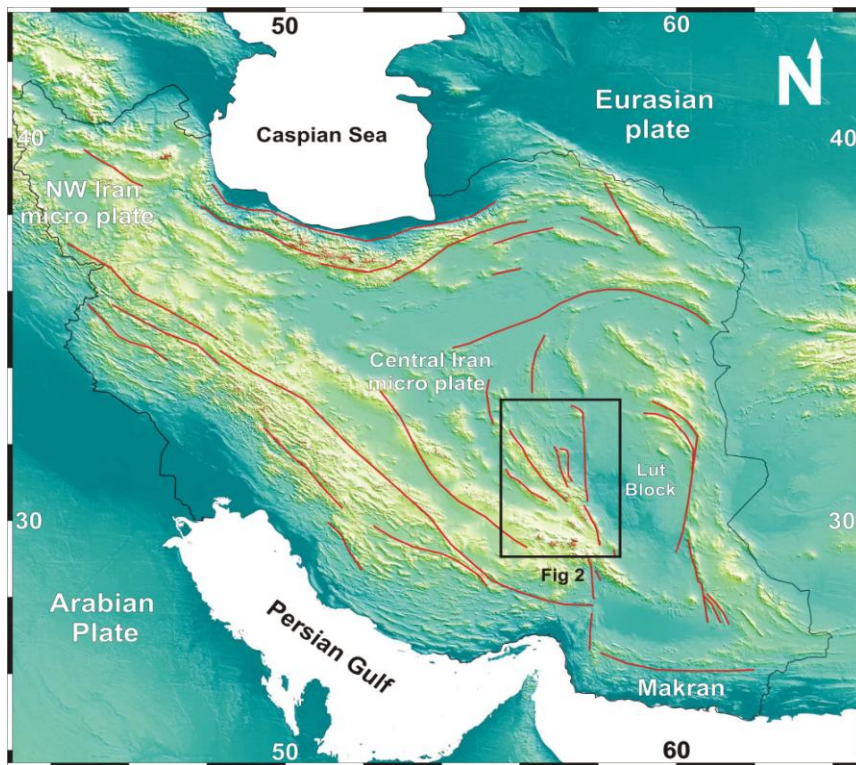 50
60
N
Eurasian
plate
Caspian Sea
40
40
NW Iran
micro plate
Central Iran
micro plate
Lut
Block
30
30
Fig 2
Arabian
Plate
Persian Gulf
Makran
50
60